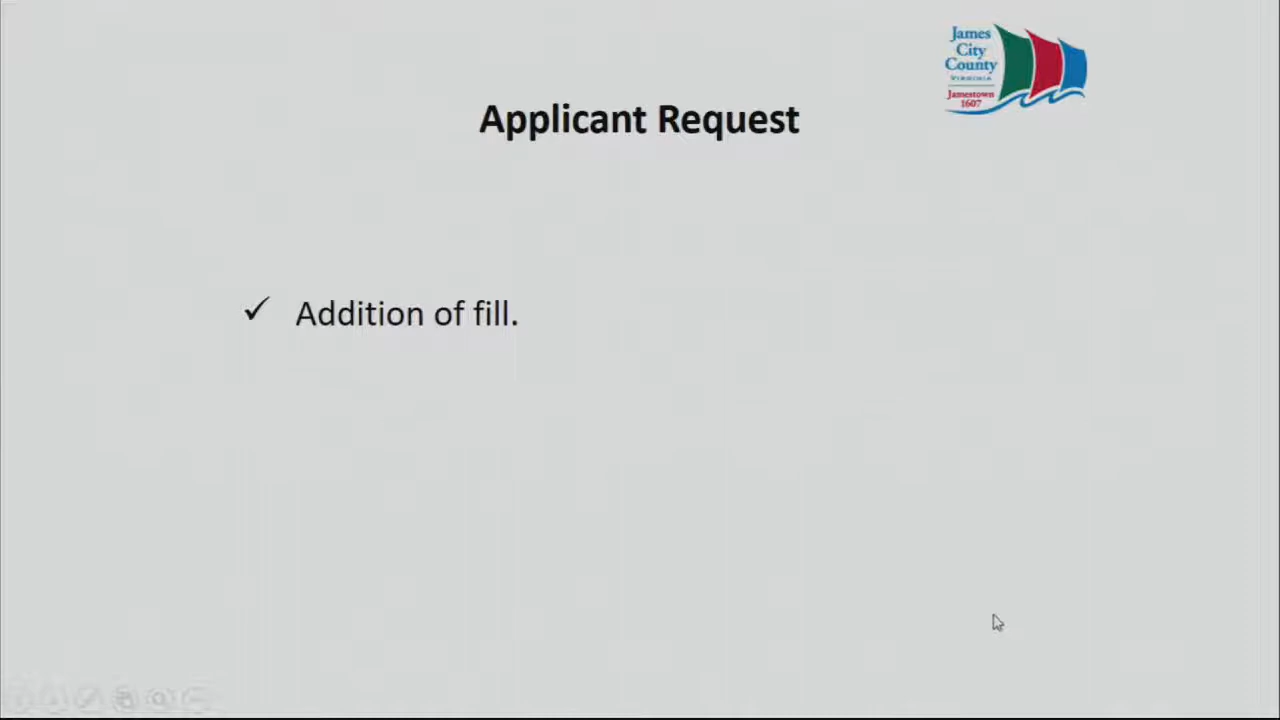 James
City
County
VIRGINIA
Jamestown
1607
Applicant Request
✓ Addition of fill.